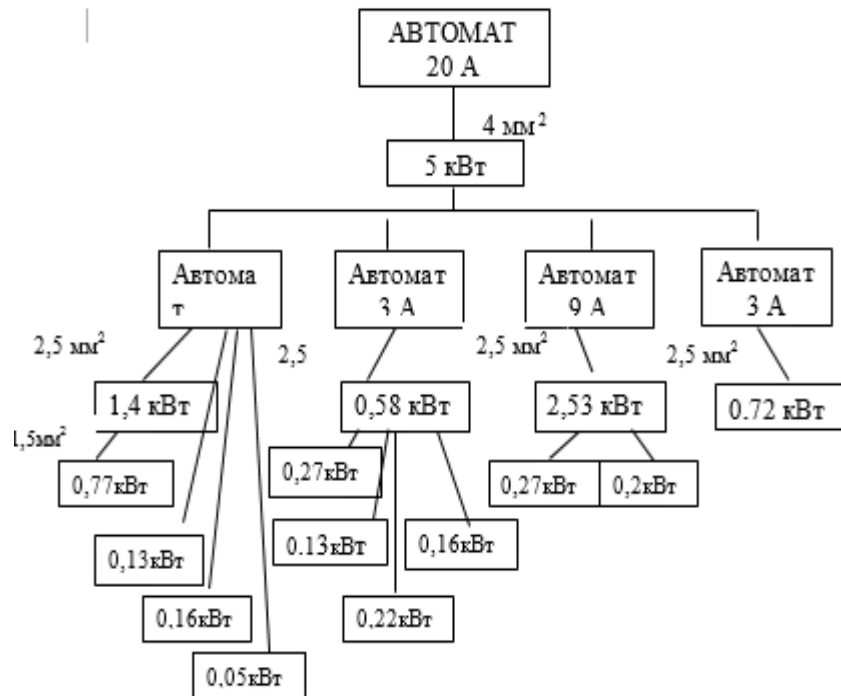 АВТОМАТ
20 А
4 мм²
5 кВт
Автома
т
Автомат
3 А
Автомат
9 А
Автомат
3 А
2,5 мм²
2,5
2,5 мм²
2,5 мм²
1,4 кВт
0,58 кВт
2,53 кВт
0.72 кВт
1,5мм²
0,77кВт
0,27кВт
0,27кВт
0,2кВт
0,13кВт
0.13кВт
0,16кВт
0,16кВт
0,22кВт
0,05кВт